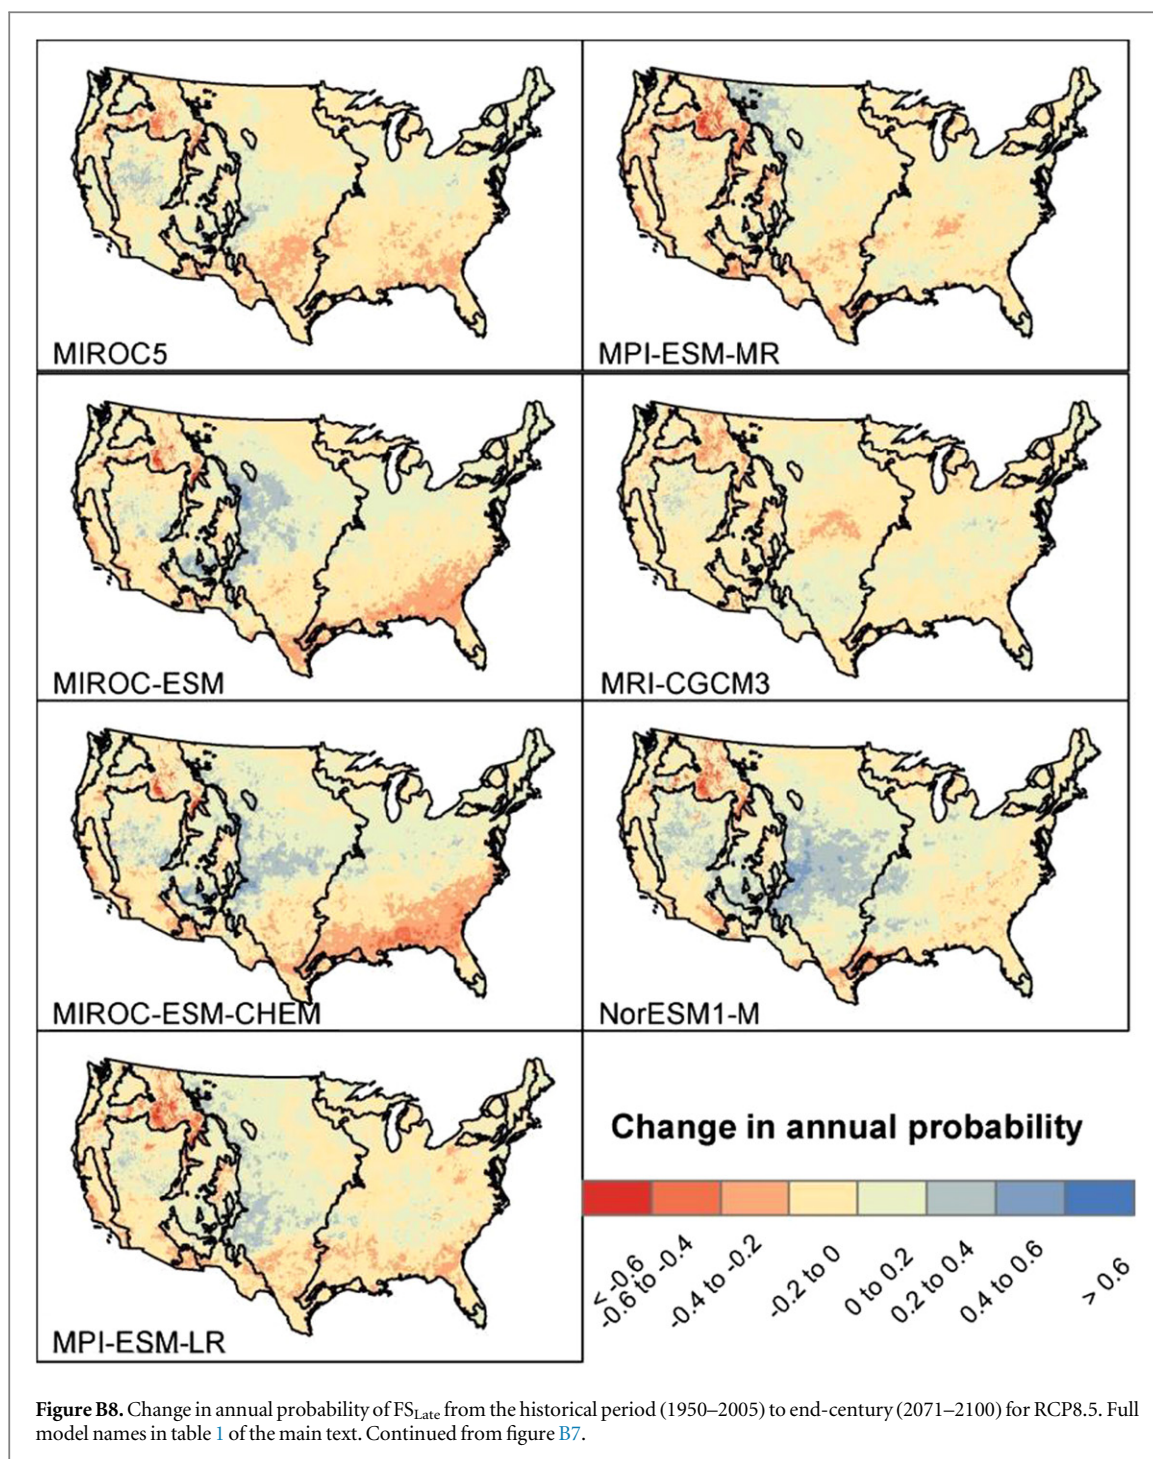 MIROC5
MPI-ESM-MR
MIROC-ESM
MRI-CGCM3
MIROC-ESM-CHEM
NorESM1-M
MPI-ESM-LR
Change in annual probability
< -0.6
-0.6 to -0.4
-0.4 to -0.2
-0.2 to 0
0 to 0.2
0.2 to 0.4
0.4 to 0.6
> 0.6
Figure B8. Change in annual probability of FSLate from the historical period (1950–2005) to end-century (2071–2100) for RCP8.5. Full
model names in table 1 of the main text. Continued from figure B7.